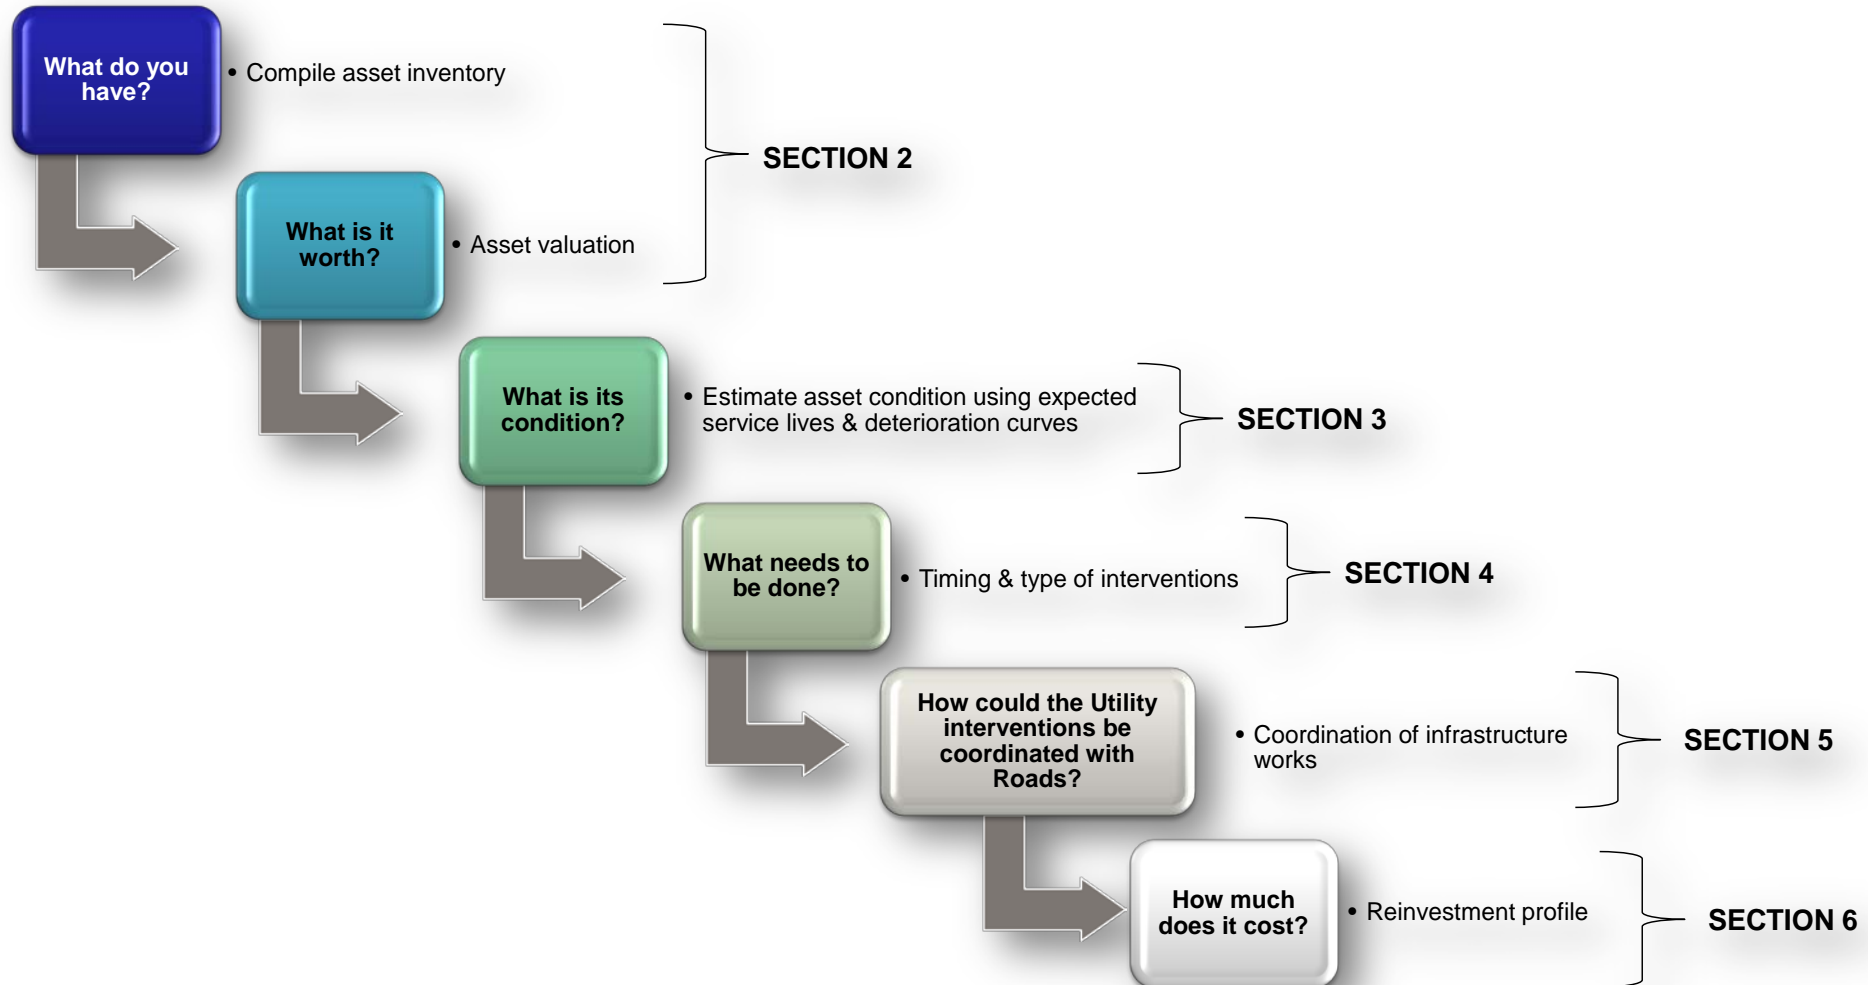 What do you
have?
• Compile asset inventory
SECTION 2
What is it
worth?
• Asset valuation
What is its
condition?
• Estimate asset condition using expected
service lives & deterioration curves
SECTION 3
What needs to
be done?
• Timing & type of interventions
SECTION 4
How could the Utility
interventions be
coordinated with
Roads?
• Coordination of infrastructure
works
SECTION 5
How much
does it cost?
• Reinvestment profile
SECTION 6